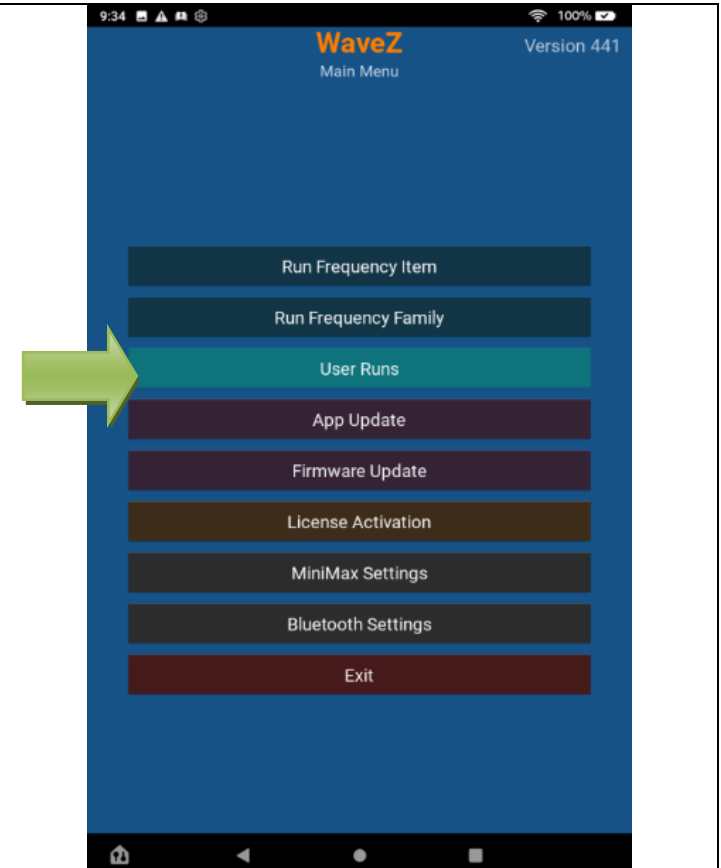 9:34 100%
WaveZ Version 441
Main Menu
Run Frequency Item
Run Frequency Family
User Runs
App Update
Firmware Update
License Activation
MiniMax Settings
Bluetooth Settings
Exit